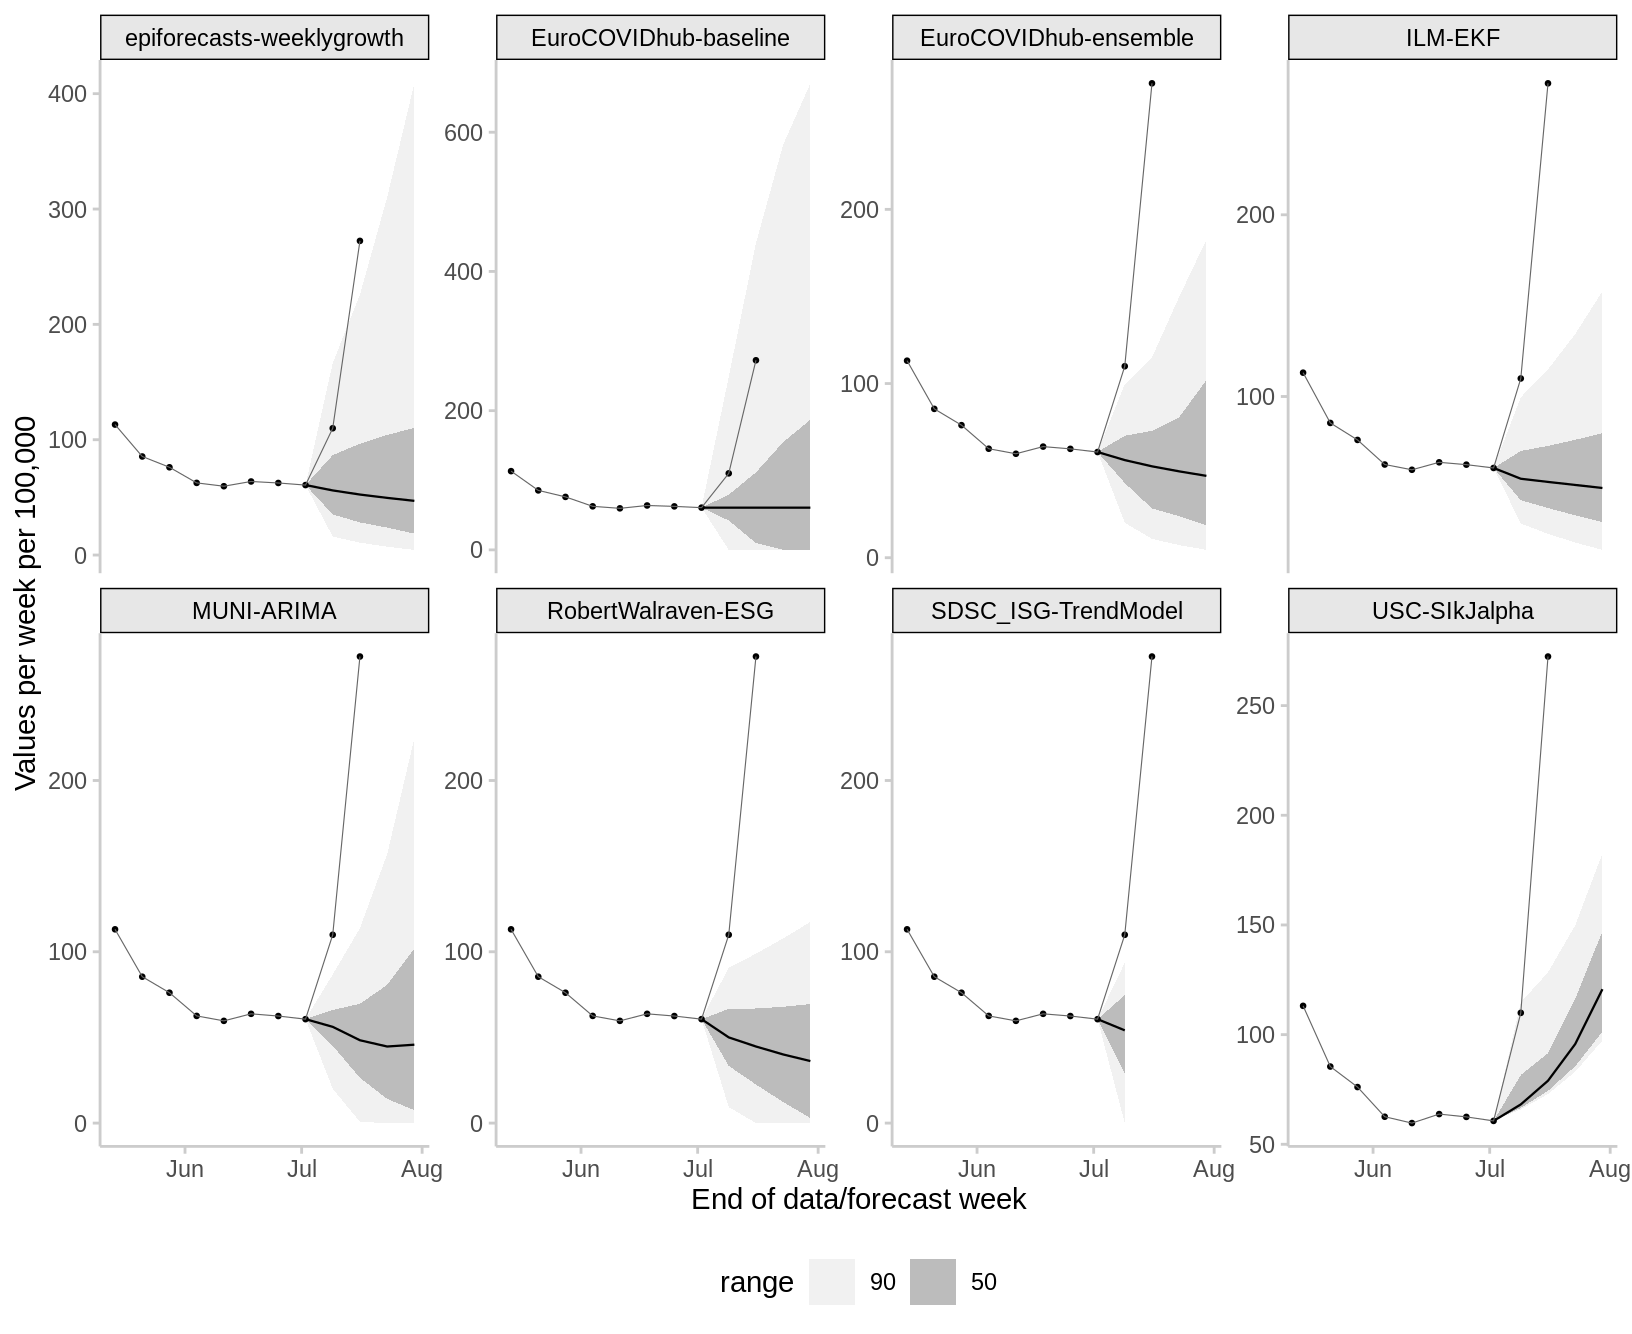 epiforecasts-weeklygrowth
EuroCOVIDhub-baseline
EuroCOVIDhub-ensemble
ILM-EKF
400
300
200
100
0
600
400
200
0
200
100
0
200
100
Values per week per 100,000
MUNI-ARIMA
RobertWalraven-ESG
SDSC_ISG-TrendModel
USC-SIkJalpha
200
100
0
200
100
0
200
100
0
250
200
150
100
50
Jun Jul Aug
Jun Jul Aug
Jun Jul Aug
Jun Jul Aug
End of data/forecast week
range 90 50